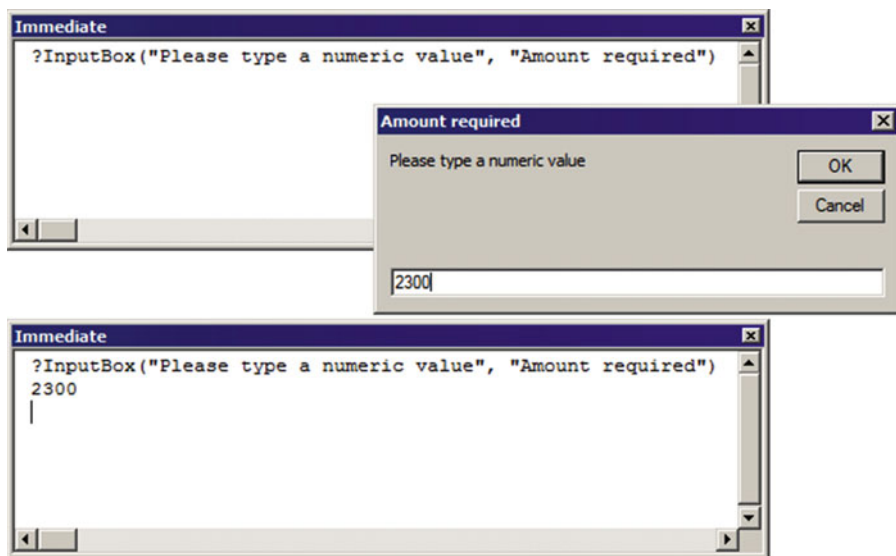 Immediate
?InputBox("Please type a numeric value", "Amount required")
Amount required
Please type a numeric value
OK
Cancel
2300
Immediate
?InputBox("Please type a numeric value", "Amount required")
2300